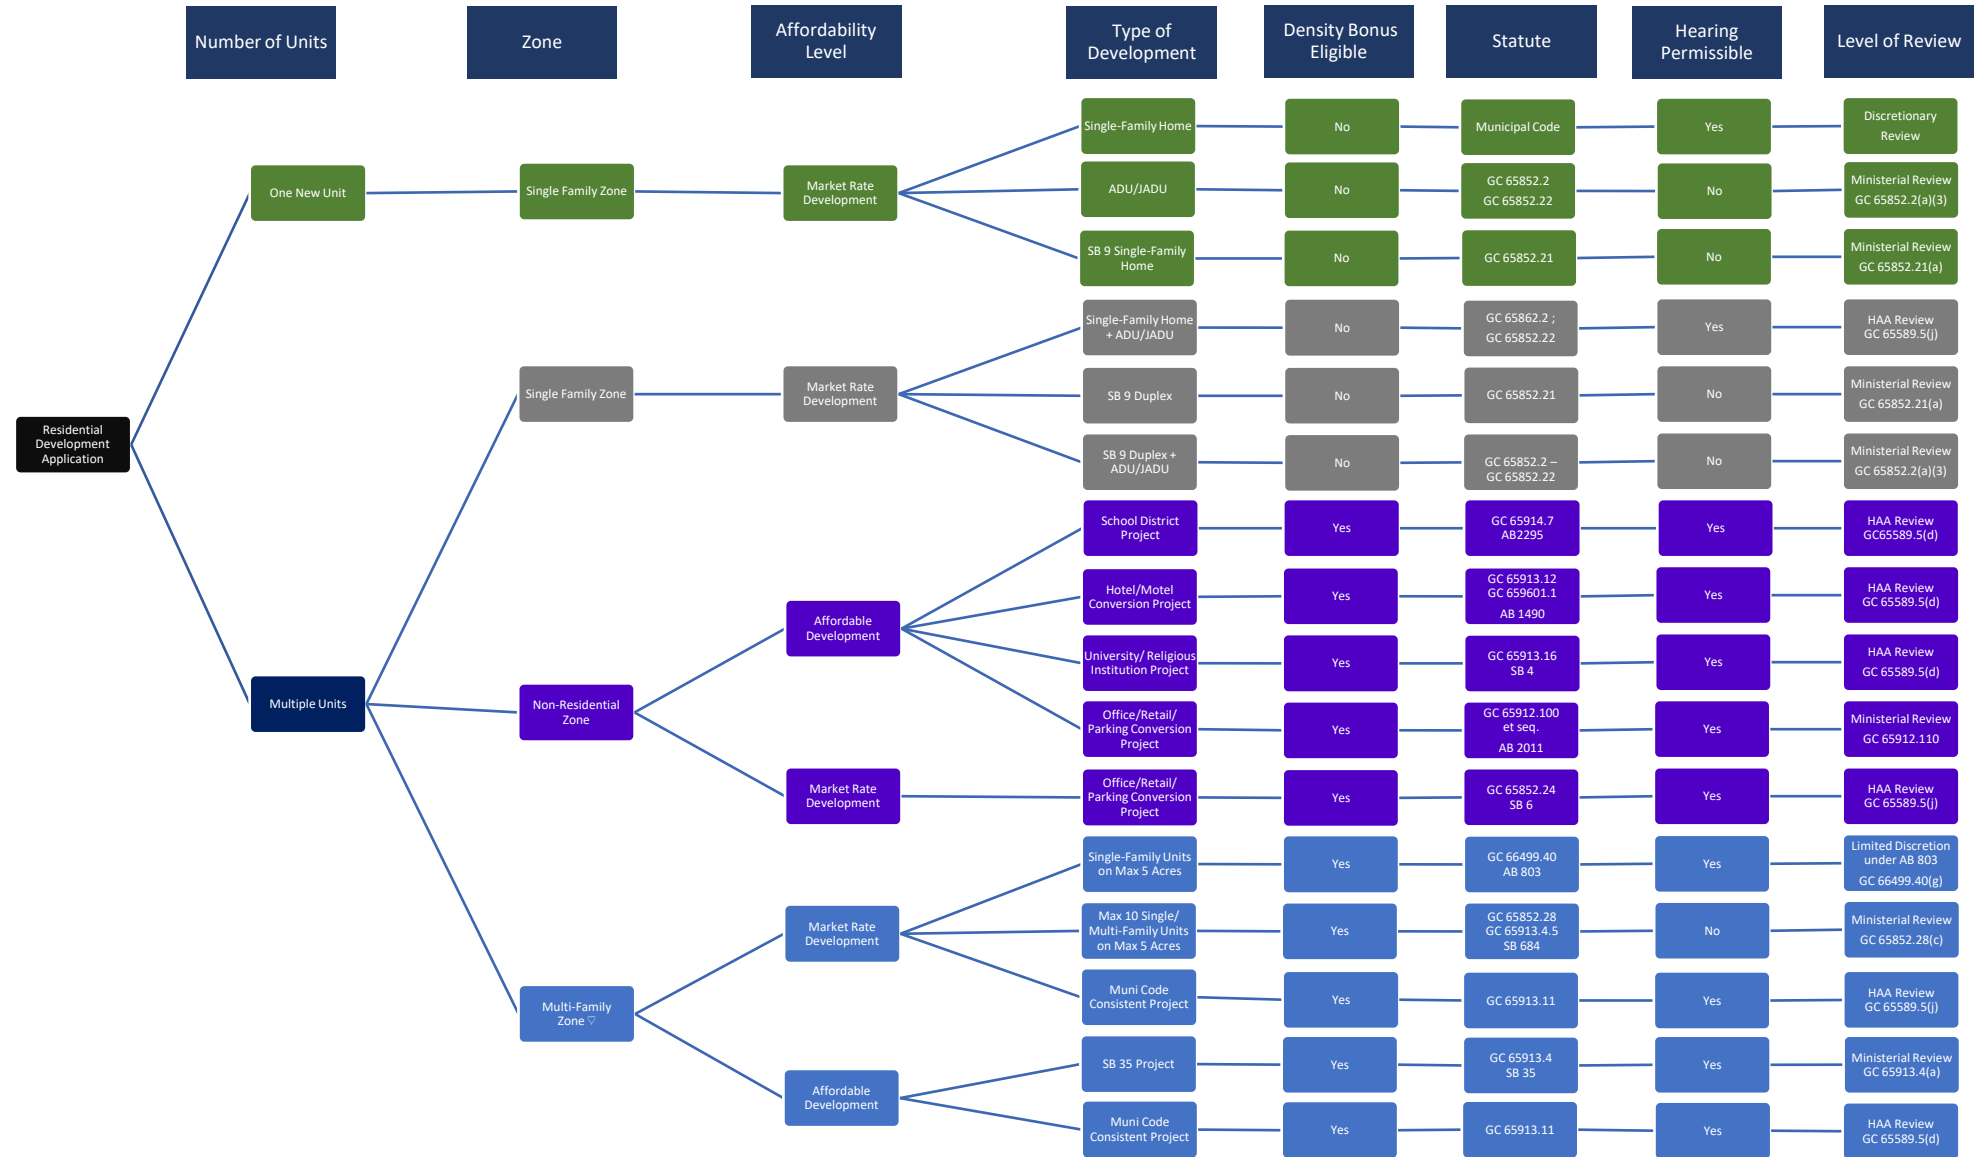 Number of Units
Zone
Affordability
Level
Type of
Development
Density Bonus
Eligible
Statute
Hearing
Permissible
Level of Review
Residential
Development
Application
One New Unit
Single Family Zone
Market Rate
Development
Single-Family Home
No
Municipal Code
Yes
Discretionary
Review
ADU/JADU
No
GC 65852.2
GC 65852.22
No
Ministerial Review
GC 65852.2(a)(3)
SB 9 Single-Family
Home
No
GC 65852.21
No
Ministerial Review
GC 65852.21(a)
Multiple Units
Single Family Zone
Market Rate
Development
Single-Family Home
+ ADU/JADU
No
GC 65862.2 ;
GC 65852.22
Yes
HAA Review
GC 65589.5(j)
SB 9 Duplex
No
GC 65852.21
No
Ministerial Review
GC 65852.21(a)
SB 9 Duplex +
ADU/JADU
No
GC 65852.2 –
GC 65852.22
No
Ministerial Review
GC 65852.2(a)(3)
Non-Residential
Zone
Affordable
Development
School District
Project
Yes
GC 65914.7
AB2295
Yes
HAA Review
GC65589.5(d)
Hotel/Motel
Conversion Project
Yes
GC 65913.12
GC 659601.1
AB 1490
Yes
HAA Review
GC 65589.5(d)
University/ Religious
Institution Project
Yes
GC 65913.16
SB 4
Yes
HAA Review
GC 65589.5(d)
Office/Retail/
Parking Conversion
Project
Yes
GC 65912.100
et seq.
AB 2011
Yes
Ministerial Review
GC 65912.110
Market Rate
Development
Office/Retail/
Parking Conversion
Project
Yes
GC 65852.24
SB 6
Yes
HAA Review
GC 65589.5(j)
Multi-Family
Zone ♡
Market Rate
Development
Single-Family Units
on Max 5 Acres
Yes
GC 66499.40
AB 803
Yes
Limited Discretion
under AB 803
GC 66499.40(g)
Max 10 Single/
Multi-Family Units
on Max 5 Acres
Yes
GC 65852.28
GC 65913.4.5
SB 684
No
Ministerial Review
GC 65852.28(c)
Muni Code
Consistent Project
Yes
GC 65913.11
Yes
HAA Review
GC 65589.5(j)
Affordable
Development
SB 35 Project
Yes
GC 65913.4
SB 35
Yes
Ministerial Review
GC 65913.4(a)
Muni Code
Consistent Project
Yes
GC 65913.11
Yes
HAA Review
GC 65589.5(d)